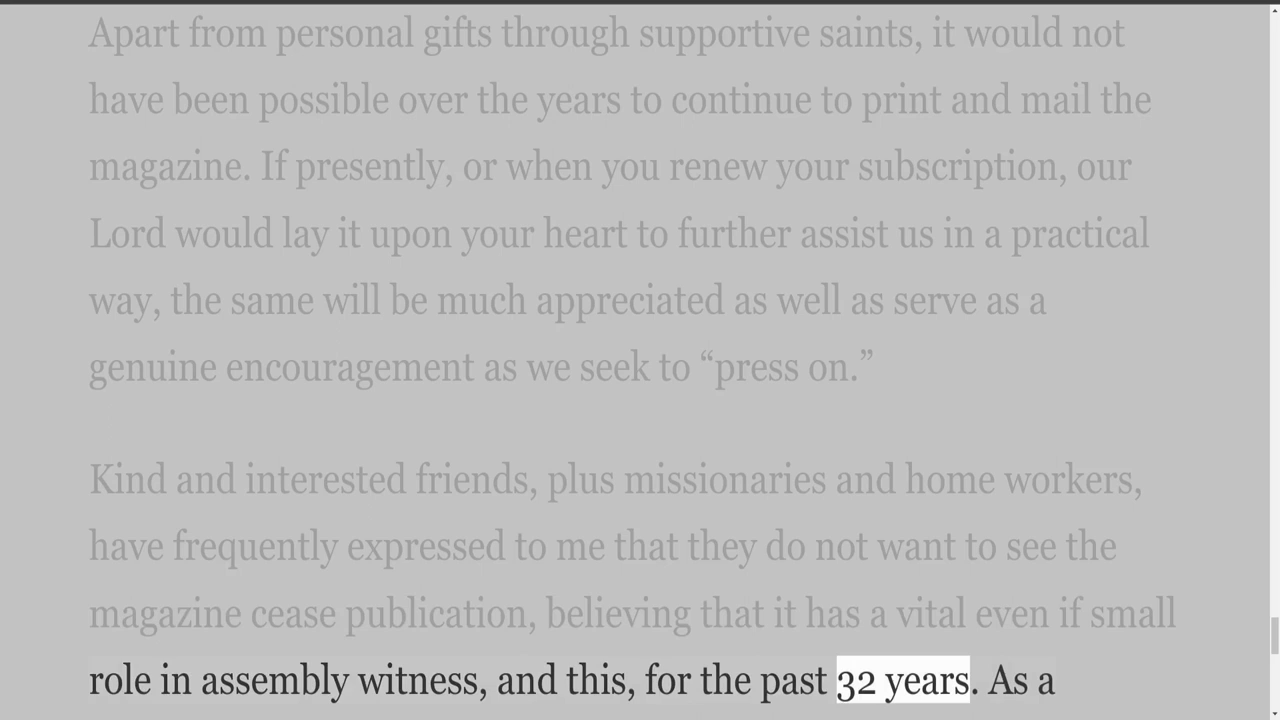 Apart from personal gifts through supportive saints, it would not
have been possible over the years to continue to print and mail the
magazine. If presently, or when you renew your subscription, our
Lord would lay it upon your heart to further assist us in a practical
way, the same will be much appreciated as well as serve as a
genuine encouragement as we seek to “press on.”
Kind and interested friends, plus missionaries and home workers,
have frequently expressed to me that they do not want to see the
magazine cease publication, believing that it has a vital even if small
role in assembly witness, and this, for the past 32 years. As a